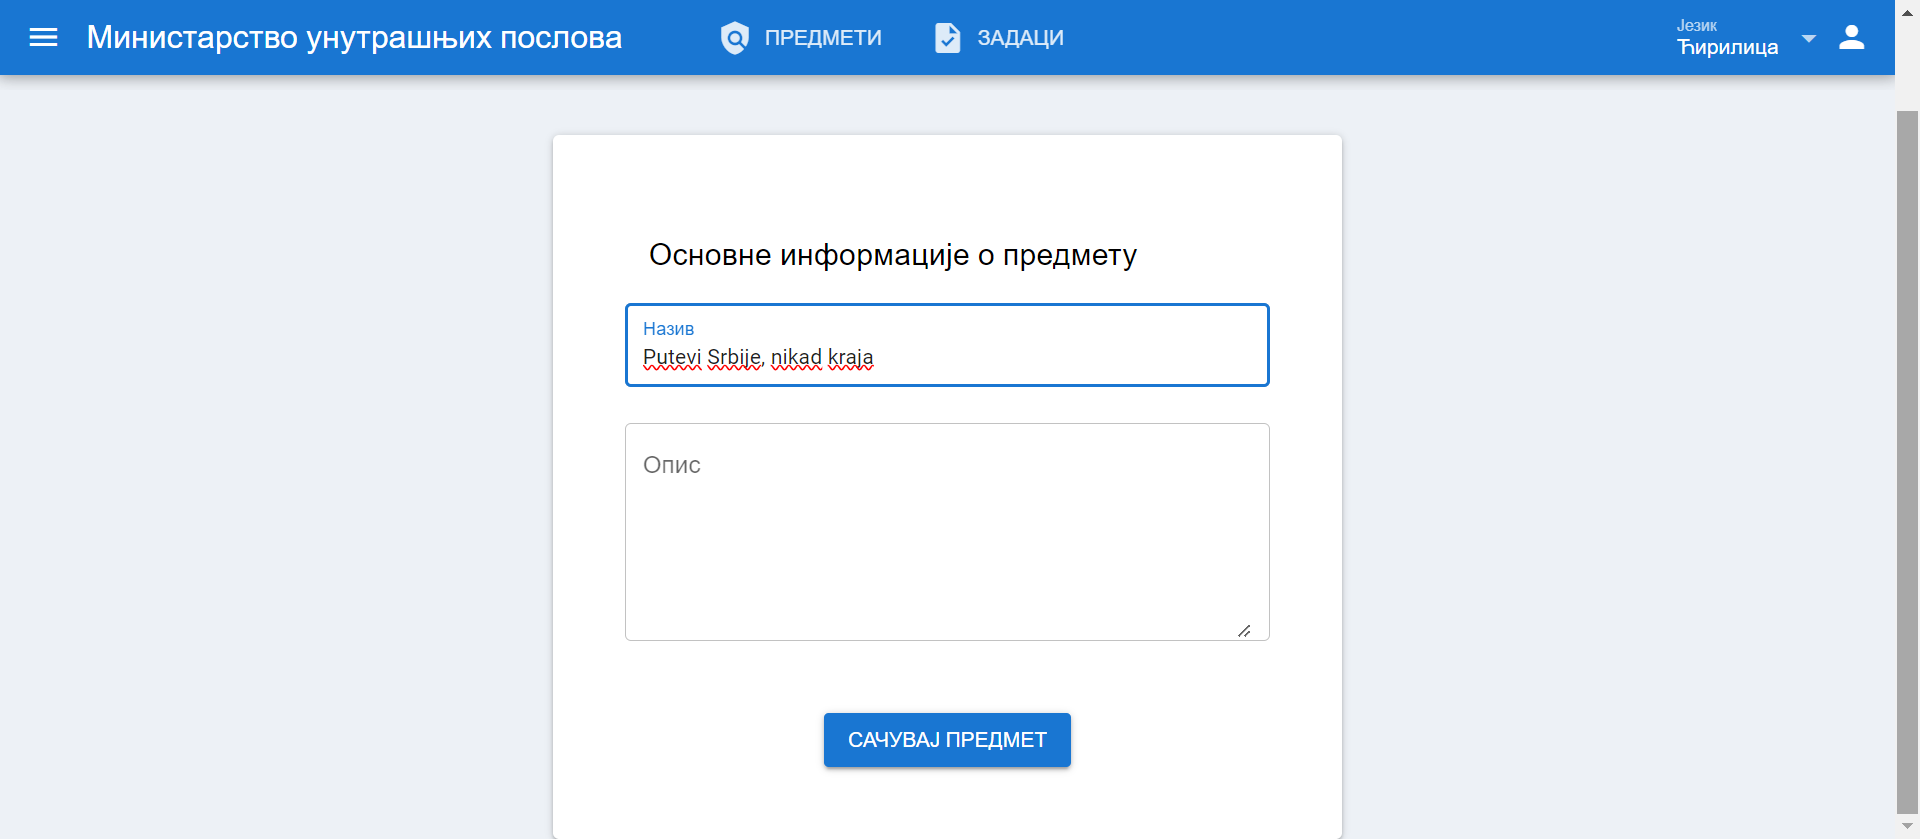 Министарство унутрашњих послова
ПРЕДМЕТИ
ЗАДАЦИ
Језик
Ћирилица
Основне информације о предмету
Назив
Putevi Srbije, nikad kraja
Опис
САЧУВАЈ ПРЕДМЕТ